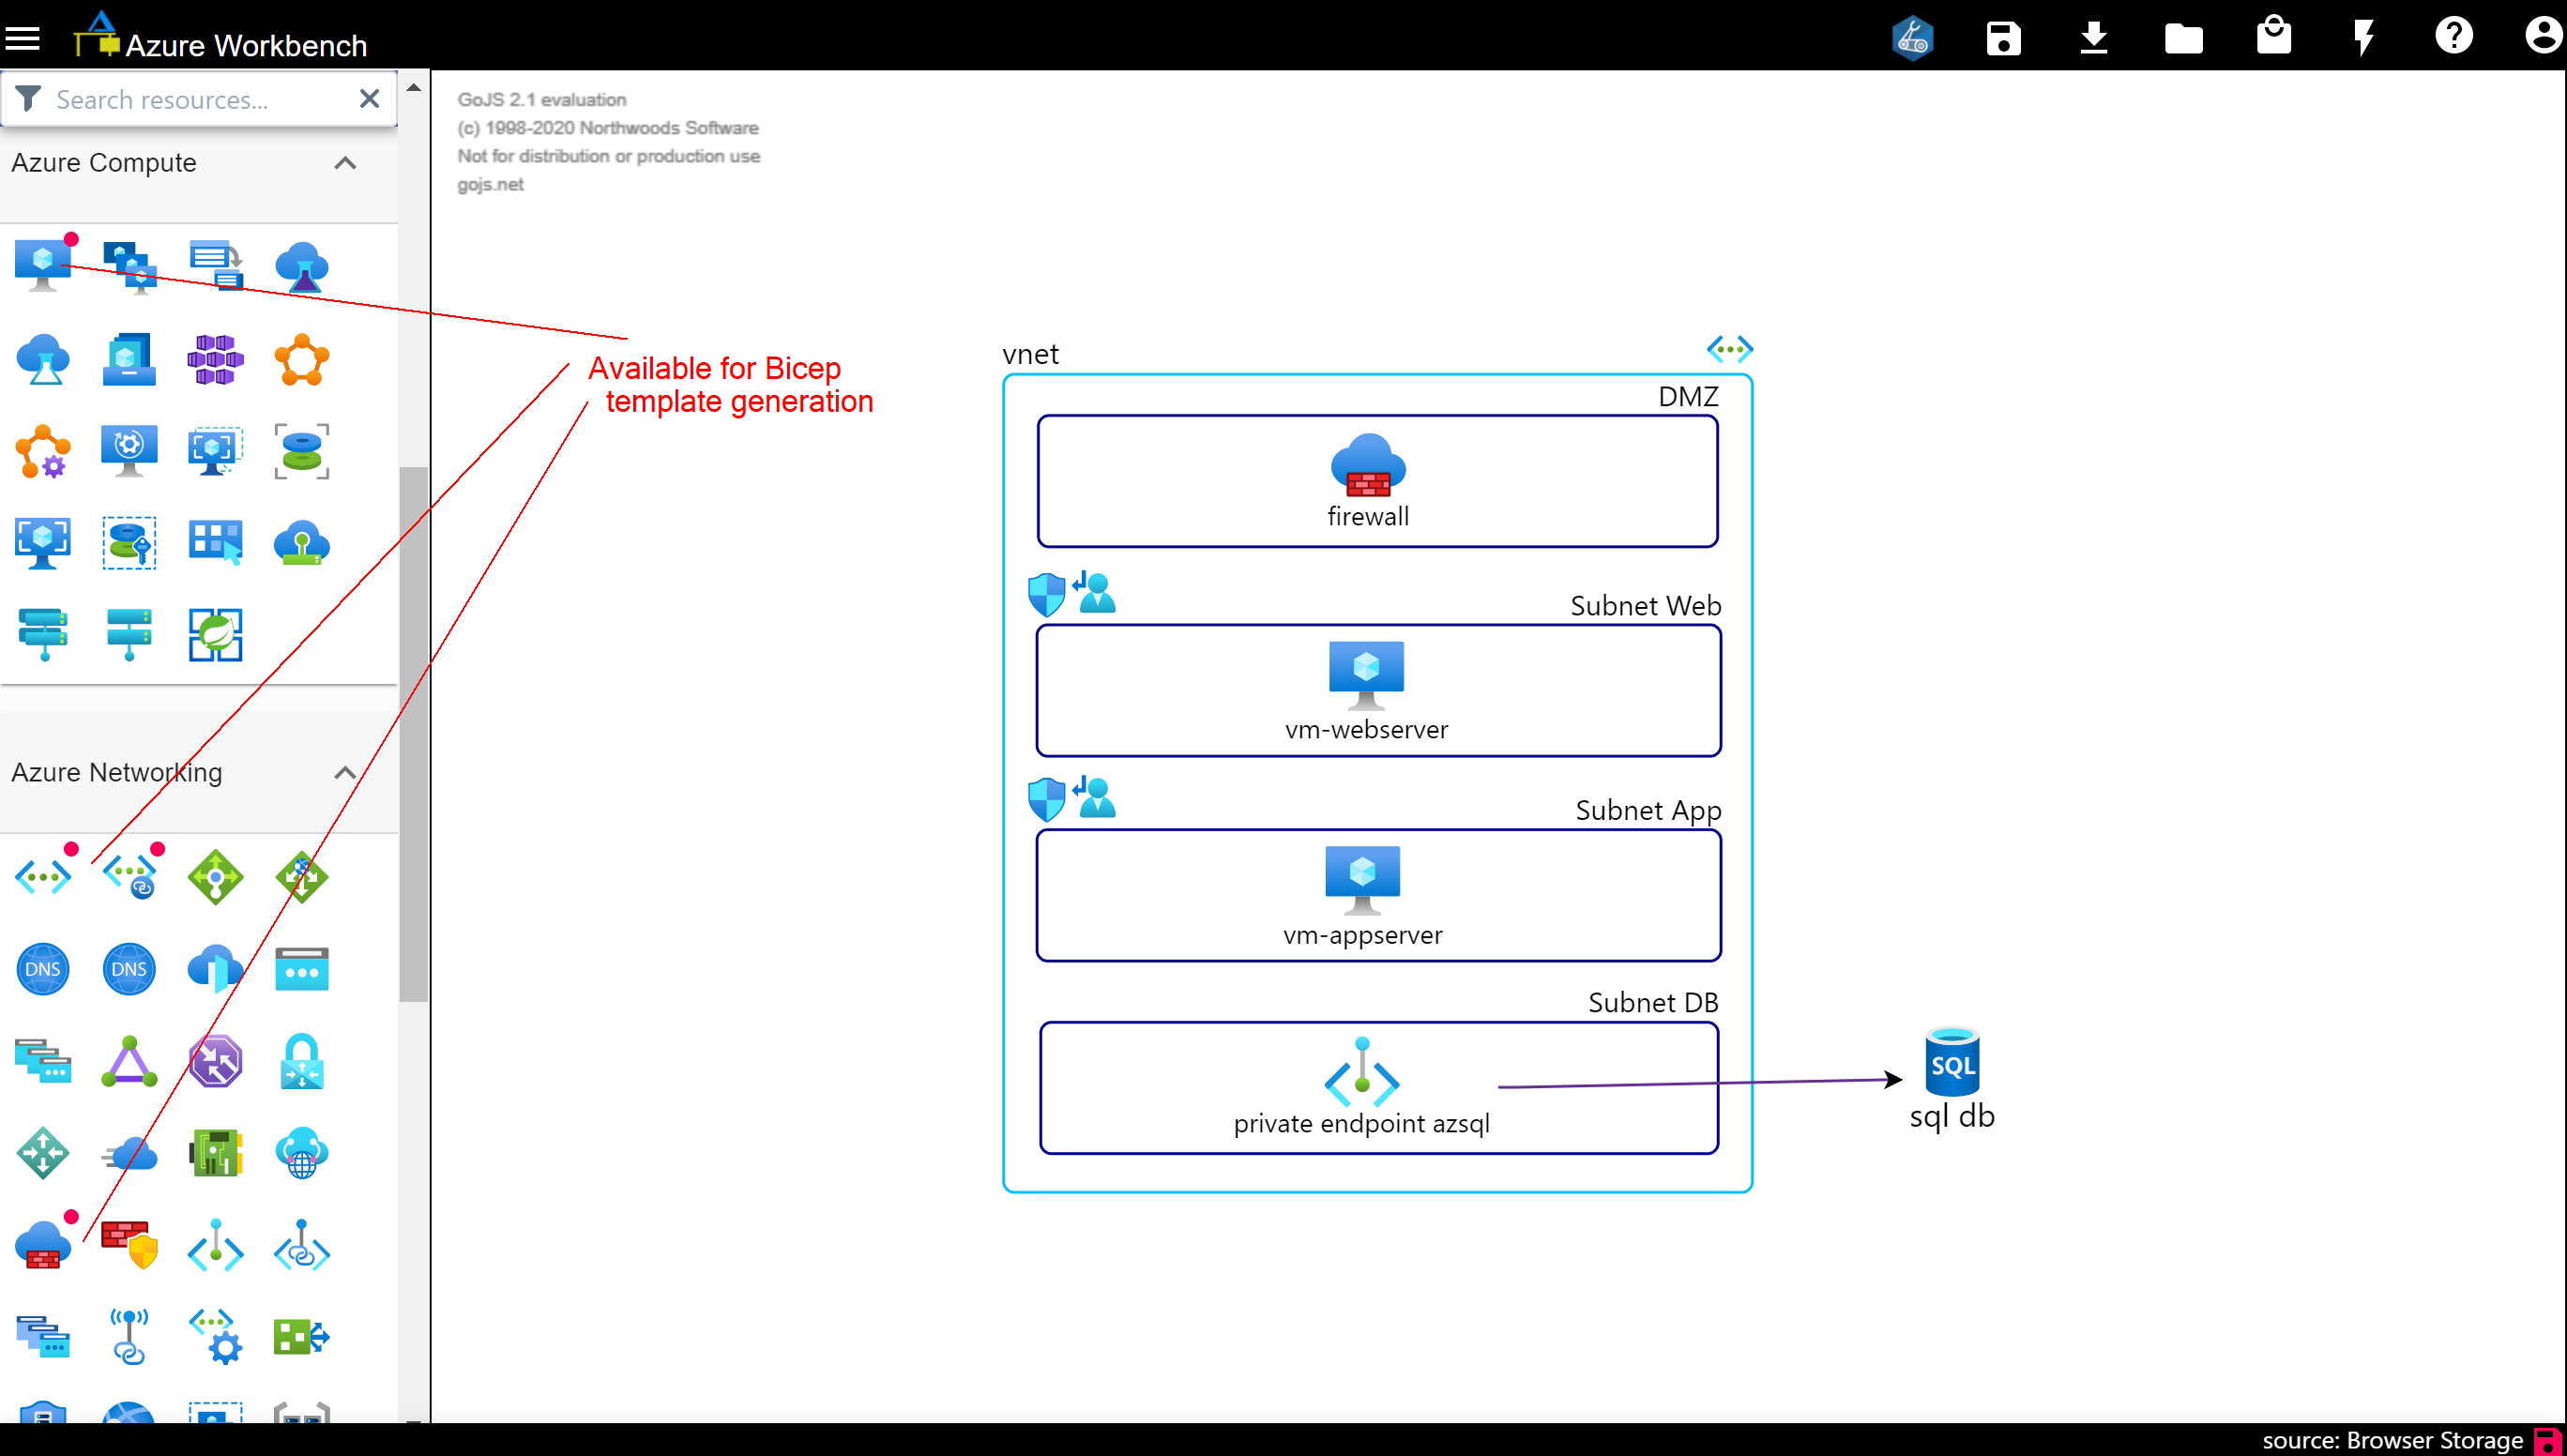 Azure Workbench
Search resources...
Azure Compute
Azure Networking
DNS
DNS
GoJS 2.1 evaluation
(c) 1998-2020 Northwoods Software
Not for distribution or production use
gojs.net
Available for Bicep
template generation
vnet
DMZ
firewall
Subnet Web
vm-webserver
Subnet App
vm-appserver
Subnet DB
private endpoint azsql
SQL
sql db
source: Browser Storage